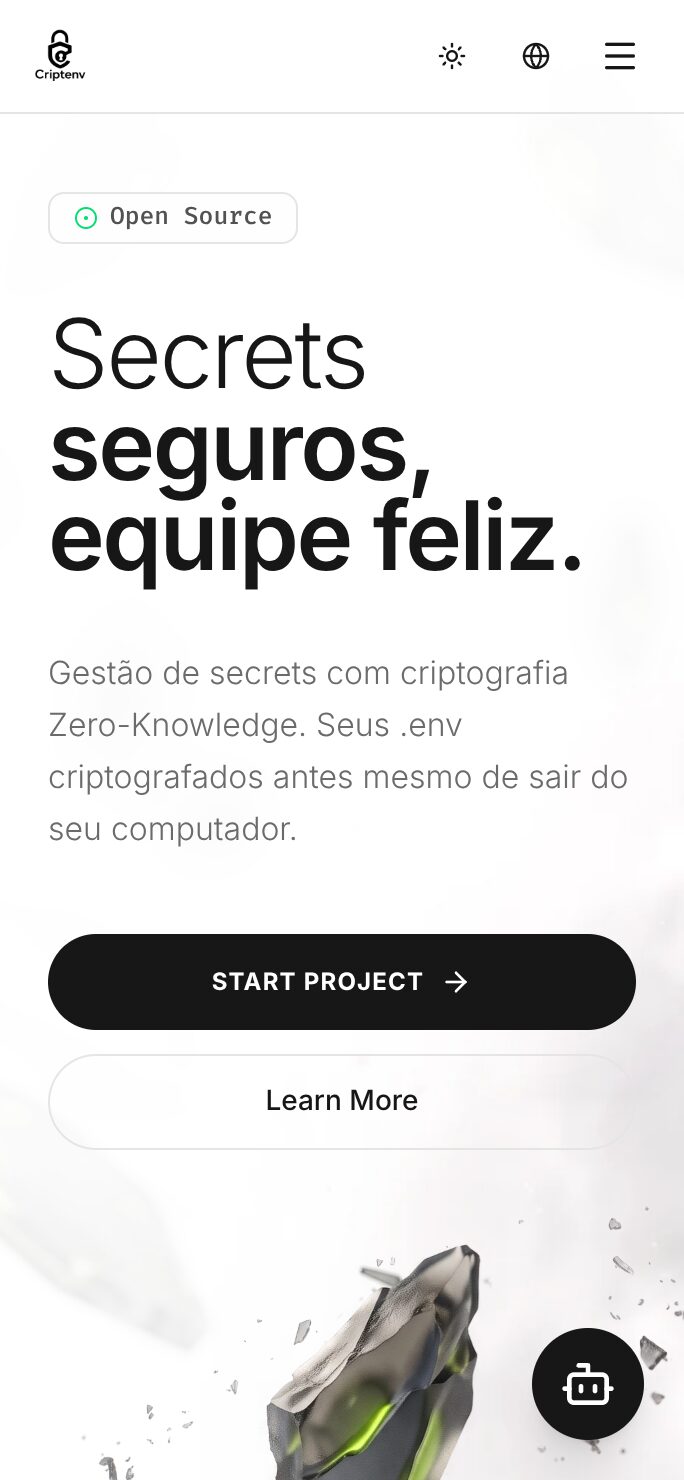 Criptenv
Open Source
Secrets
seguros,
equipe feliz.
Gestão de secrets com criptografia
Zero-Knowledge. Seus .env
criptografados antes mesmo de sair do
seu computador.
START PROJECT
Learn More